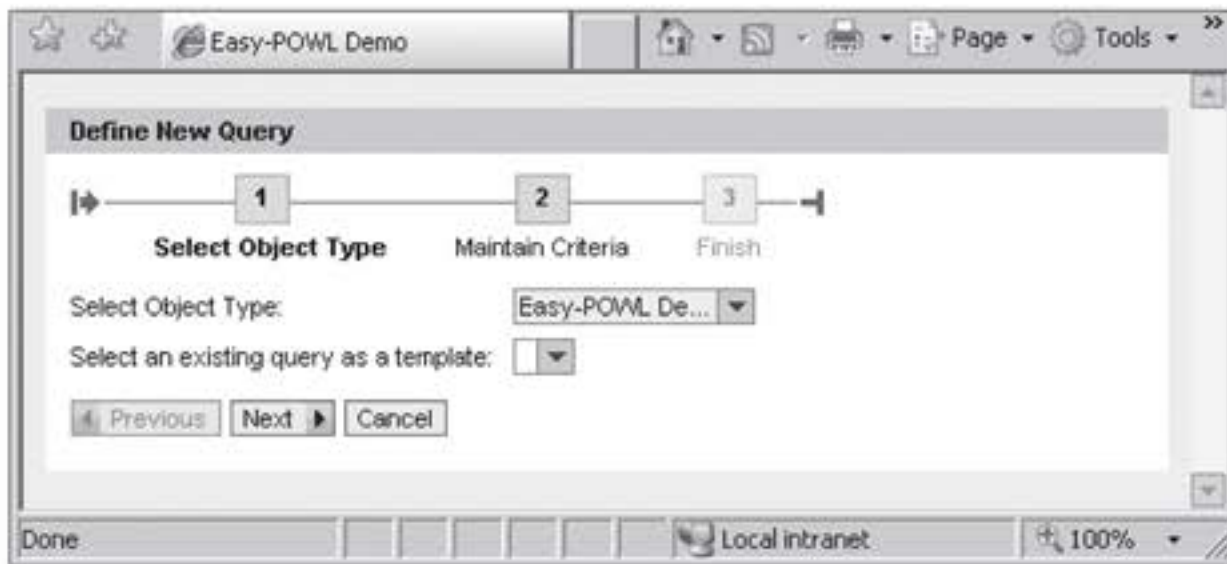 Easy-POWL Demo
Page
Tools
»
Define New Query
1
2
3
Select Object Type
Maintain Criteria
Finish
Select Object Type:
Easy-POWL De...
Select an existing query as a template:
Previous
Next
Cancel
Done
Local intranet
100%